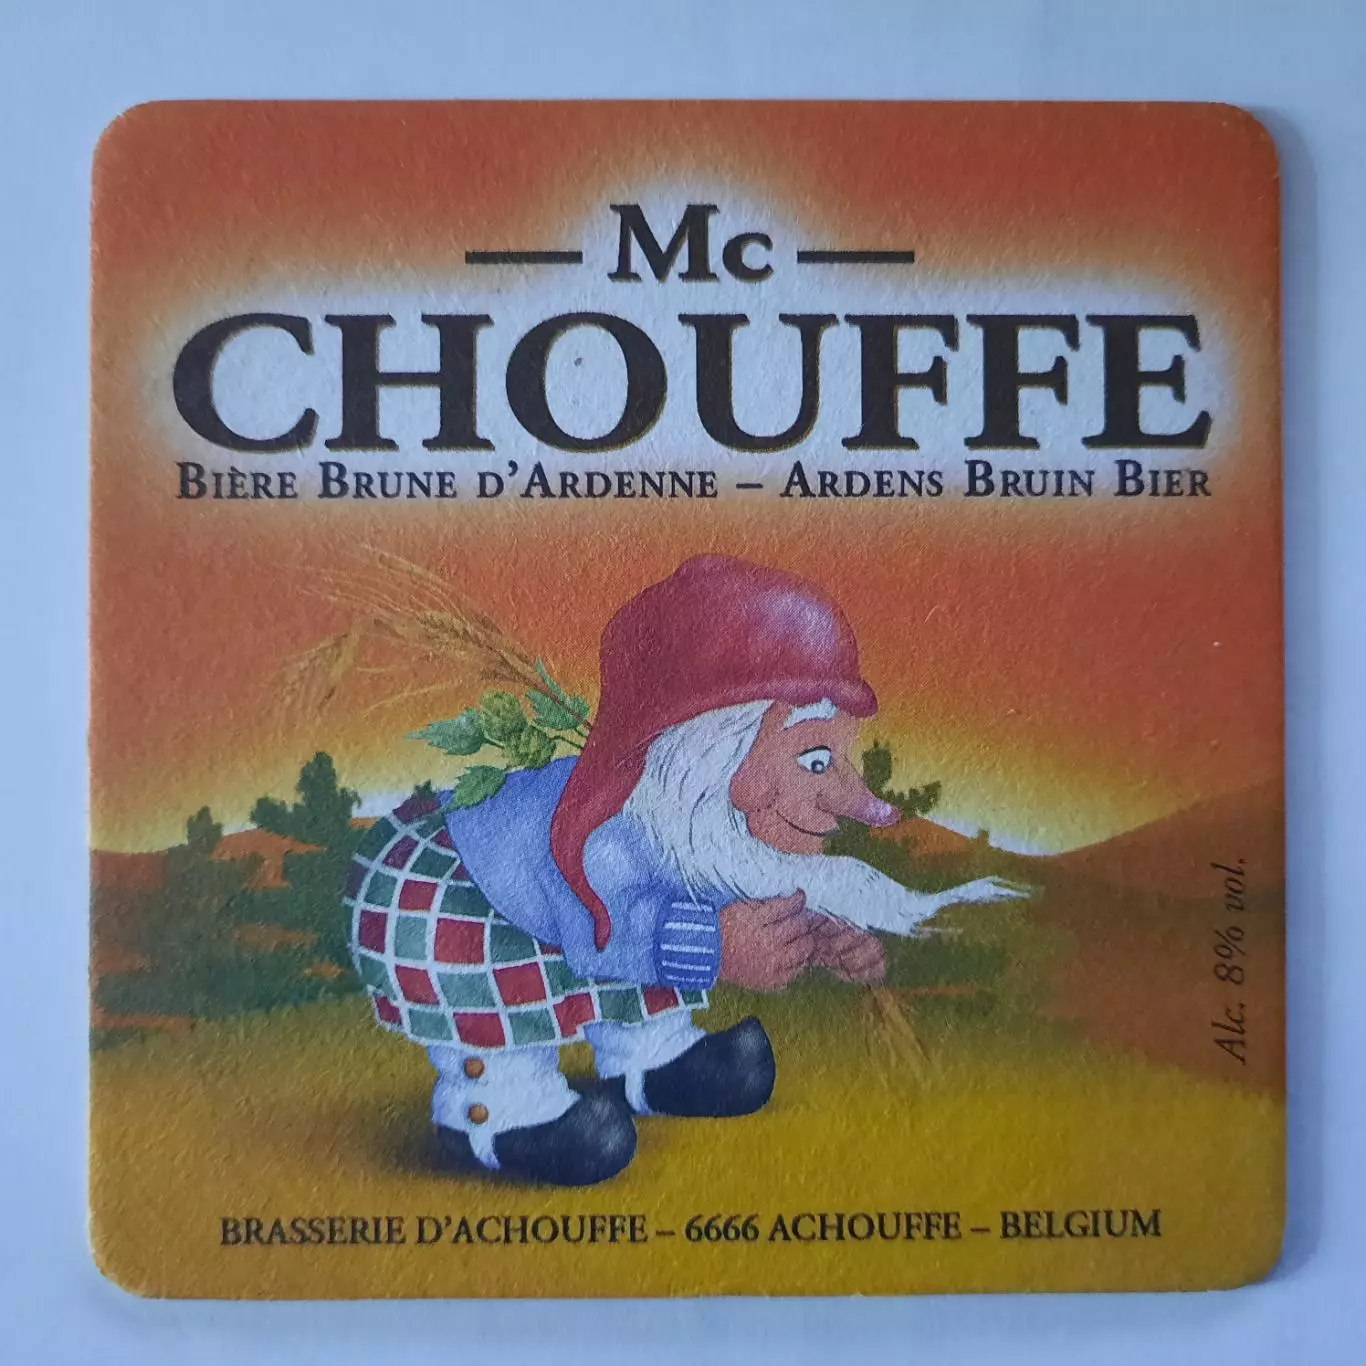 — Mc —
CHOUFFE
BIÈRE BRUNE D'ARDENNE – ARDENS BRUIN BIER
Alc. 8% vol.
BRASSERIE D'ACHOUFFE – 6666 ACHOUFFE – BELGIUM